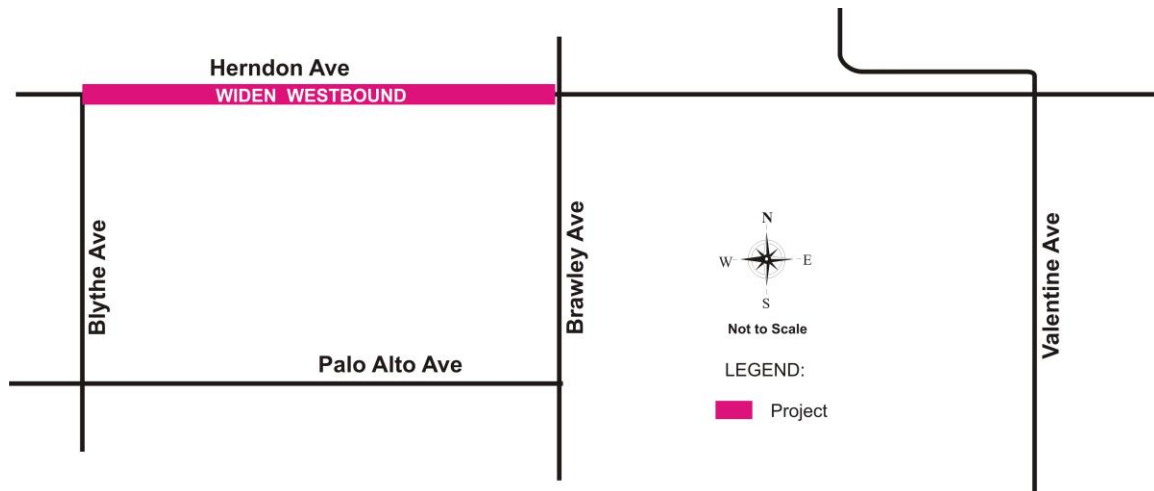 Herndon Ave
WIDEN WESTBOUND
Blythe Ave
Brawley Ave
Valentine Ave
N
W
E
S
Not to Scale
Palo Alto Ave
LEGEND:
Project